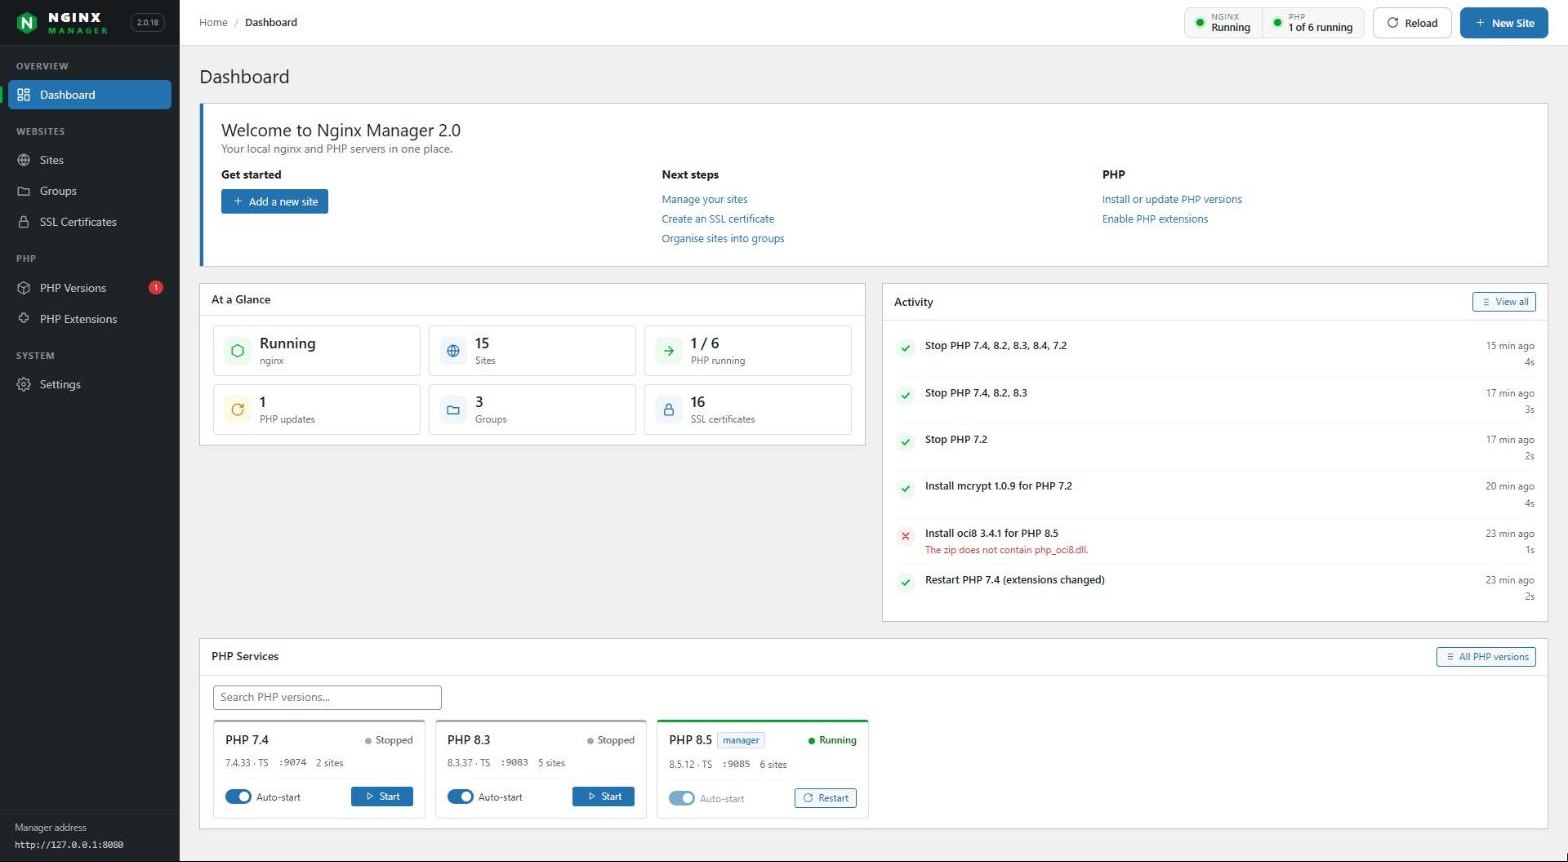 NGINX
MANAGER
2.0.18
OVERVIEW
Dashboard
WEBSITES
Sites
Groups
SSL Certificates
PHP
PHP Versions
1
PHP Extensions
SYSTEM
Settings
Manager address
http://127.0.0.1:8080
Home / Dashboard
NGINX
Running
PHP
1 of 6 running
Reload
+ New Site
Dashboard
Welcome to Nginx Manager 2.0
Your local nginx and PHP servers in one place.
Get started
+ Add a new site
Next steps
Manage your sites
Create an SSL certificate
Organise sites into groups
PHP
Install or update PHP versions
Enable PHP extensions
At a Glance
Running
nginx
15
Sites
1 / 6
PHP running
1
PHP updates
3
Groups
16
SSL certificates
Activity
View all
Stop PHP 7.4, 8.2, 8.3, 8.4, 7.2
15 min ago
4s
Stop PHP 7.4, 8.2, 8.3
17 min ago
3s
Stop PHP 7.2
17 min ago
2s
Install mcrypt 1.0.9 for PHP 7.2
20 min ago
4s
Install oci8 3.4.1 for PHP 8.5
The zip does not contain php_oci8.dll.
23 min ago
1s
Restart PHP 7.4 (extensions changed)
23 min ago
2s
PHP Services
All PHP versions
Search PHP versions...
PHP 7.4
Stopped
7.4.33 · TS :9074 2 sites
Auto-start
Start
PHP 8.3
Stopped
8.3.37 · TS :9083 5 sites
Auto-start
Start
PHP 8.5 manager
Running
8.5.12 · TS :9085 6 sites
Auto-start
Restart